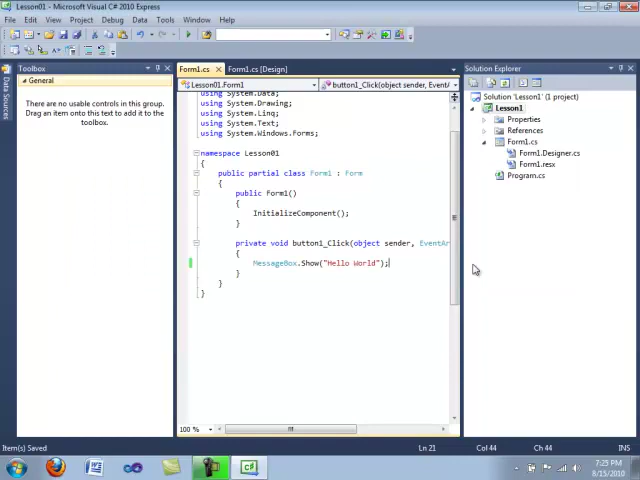 Lesson01 - Microsoft Visual C# 2010 Express
File Edit View Project Debug Data Tools Window Help
Toolbox
Form1.cs
Form1.cs [Design]
Solution Explorer
Data Sources
General
Lesson01.Form1
button1_Click(object sender, EventAr
There are no usable controls in this group.
Drag an item onto this text to add it to the
toolbox.
using System.Data;
using System.Drawing;
using System.Linq;
using System.Text;
using System.Windows.Forms;
namespace Lesson01
{
public partial class Form1 : Form
{
public Form1()
{
InitializeComponent();
}
private void button1_Click(object sender, EventAr
{
MessageBox.Show("Hello World");
}
}
}
Solution 'Lesson1' (1 project)
Lesson1
Properties
References
Form1.cs
Form1.Designer.cs
Form1.resx
Program.cs
100 %
Item(s) Saved
Ln 21
Col 44
Ch 44
INS
7:25 PM
8/15/2010